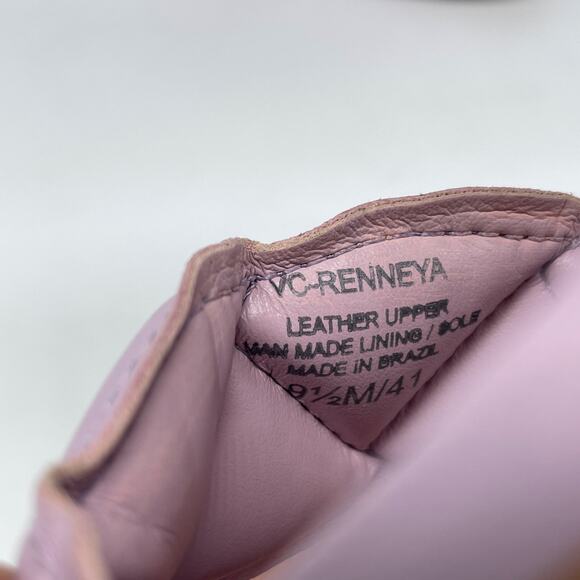 VC-RENNEYA
LEATHER UPPER
MAN MADE LINING / SOLE
MADE IN BRAZIL
9½M/41